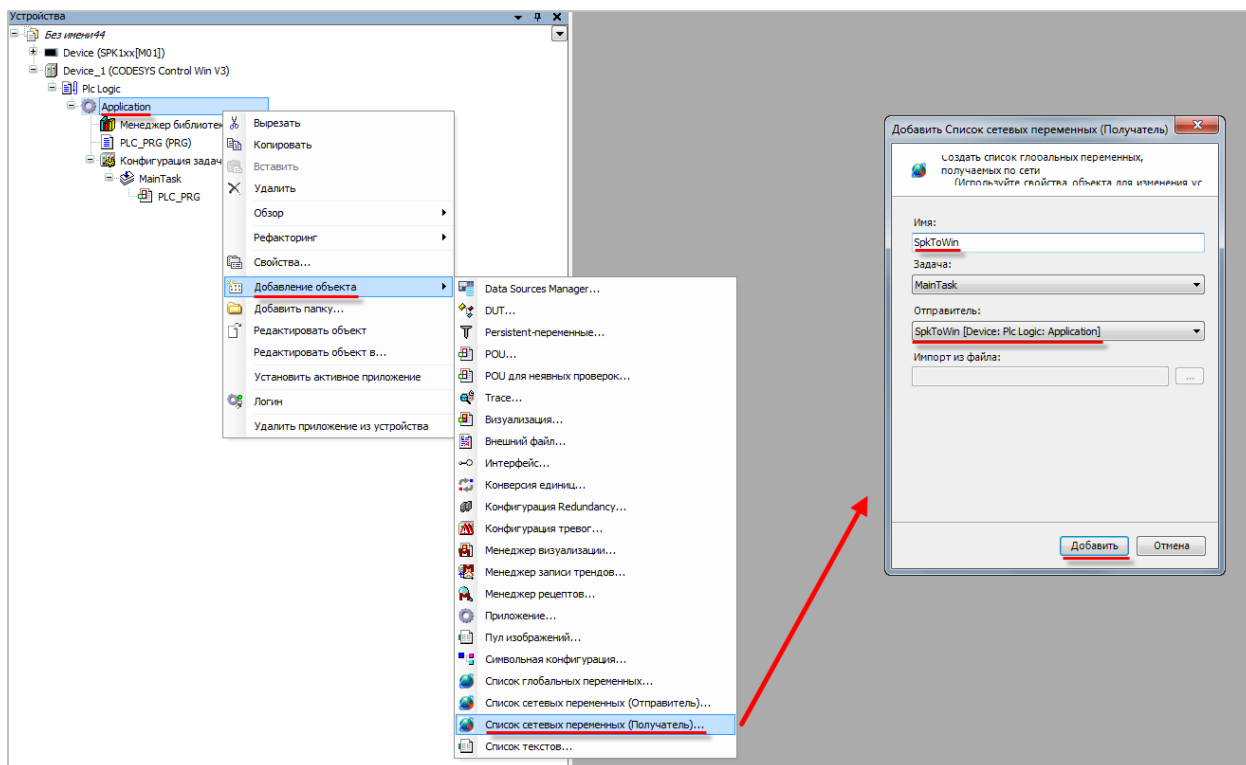 Устройства
Без имени44
Device (SPK1xx[M01])
Device_1 (CODESYS Control Win V3)
Plc Logic
Application
Менеджер библиотек
PLC_PRG (PRG)
Конфигурация задач
MainTask
PLC_PRG
Вырезать
Копировать
Вставить
Удалить
Обзор
Рефакторинг
Свойства...
Добавление объекта
Добавить папку...
Редактировать объект
Редактировать объект в...
Установить активное приложение
Логин
Удалить приложение из устройства
Data Sources Manager...
DUT...
Persistent-переменные...
POU...
POU для неявных проверок...
Trace...
Визуализация...
Внешний файл...
Интерфейс...
Конверсия единиц...
Конфигурация Redundancy...
Конфигурация тревог...
Менеджер визуализации...
Менеджер записи трендов...
Менеджер рецептов...
Приложение...
Пул изображений...
Символьная конфигурация...
Список глобальных переменных...
Список сетевых переменных (Отправитель)...
Список сетевых переменных (Получатель)...
Список текстов...
Добавить Список сетевых переменных (Получатель)
Создать список глобальных переменных,
получаемых по сети
(Используйте свойства объекта для изменения ус
Имя:
SpkToWin
Задача:
MainTask
Отправитель:
SpkToWin [Device: Plc Logic: Application]
Импорт из файла:
...
Добавить
Отмена